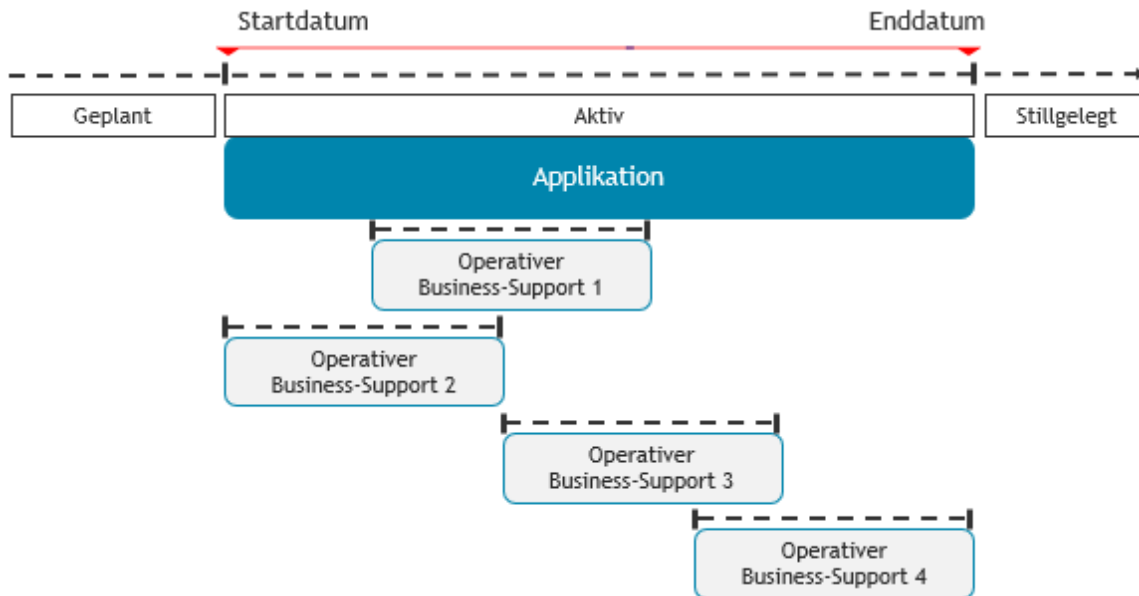 Startdatum
Enddatum
Geplant
Aktiv
Stillgelegt
Applikation
Operativer
Business-Support 1
Operativer
Business-Support 2
Operativer
Business-Support 3
Operativer
Business-Support 4